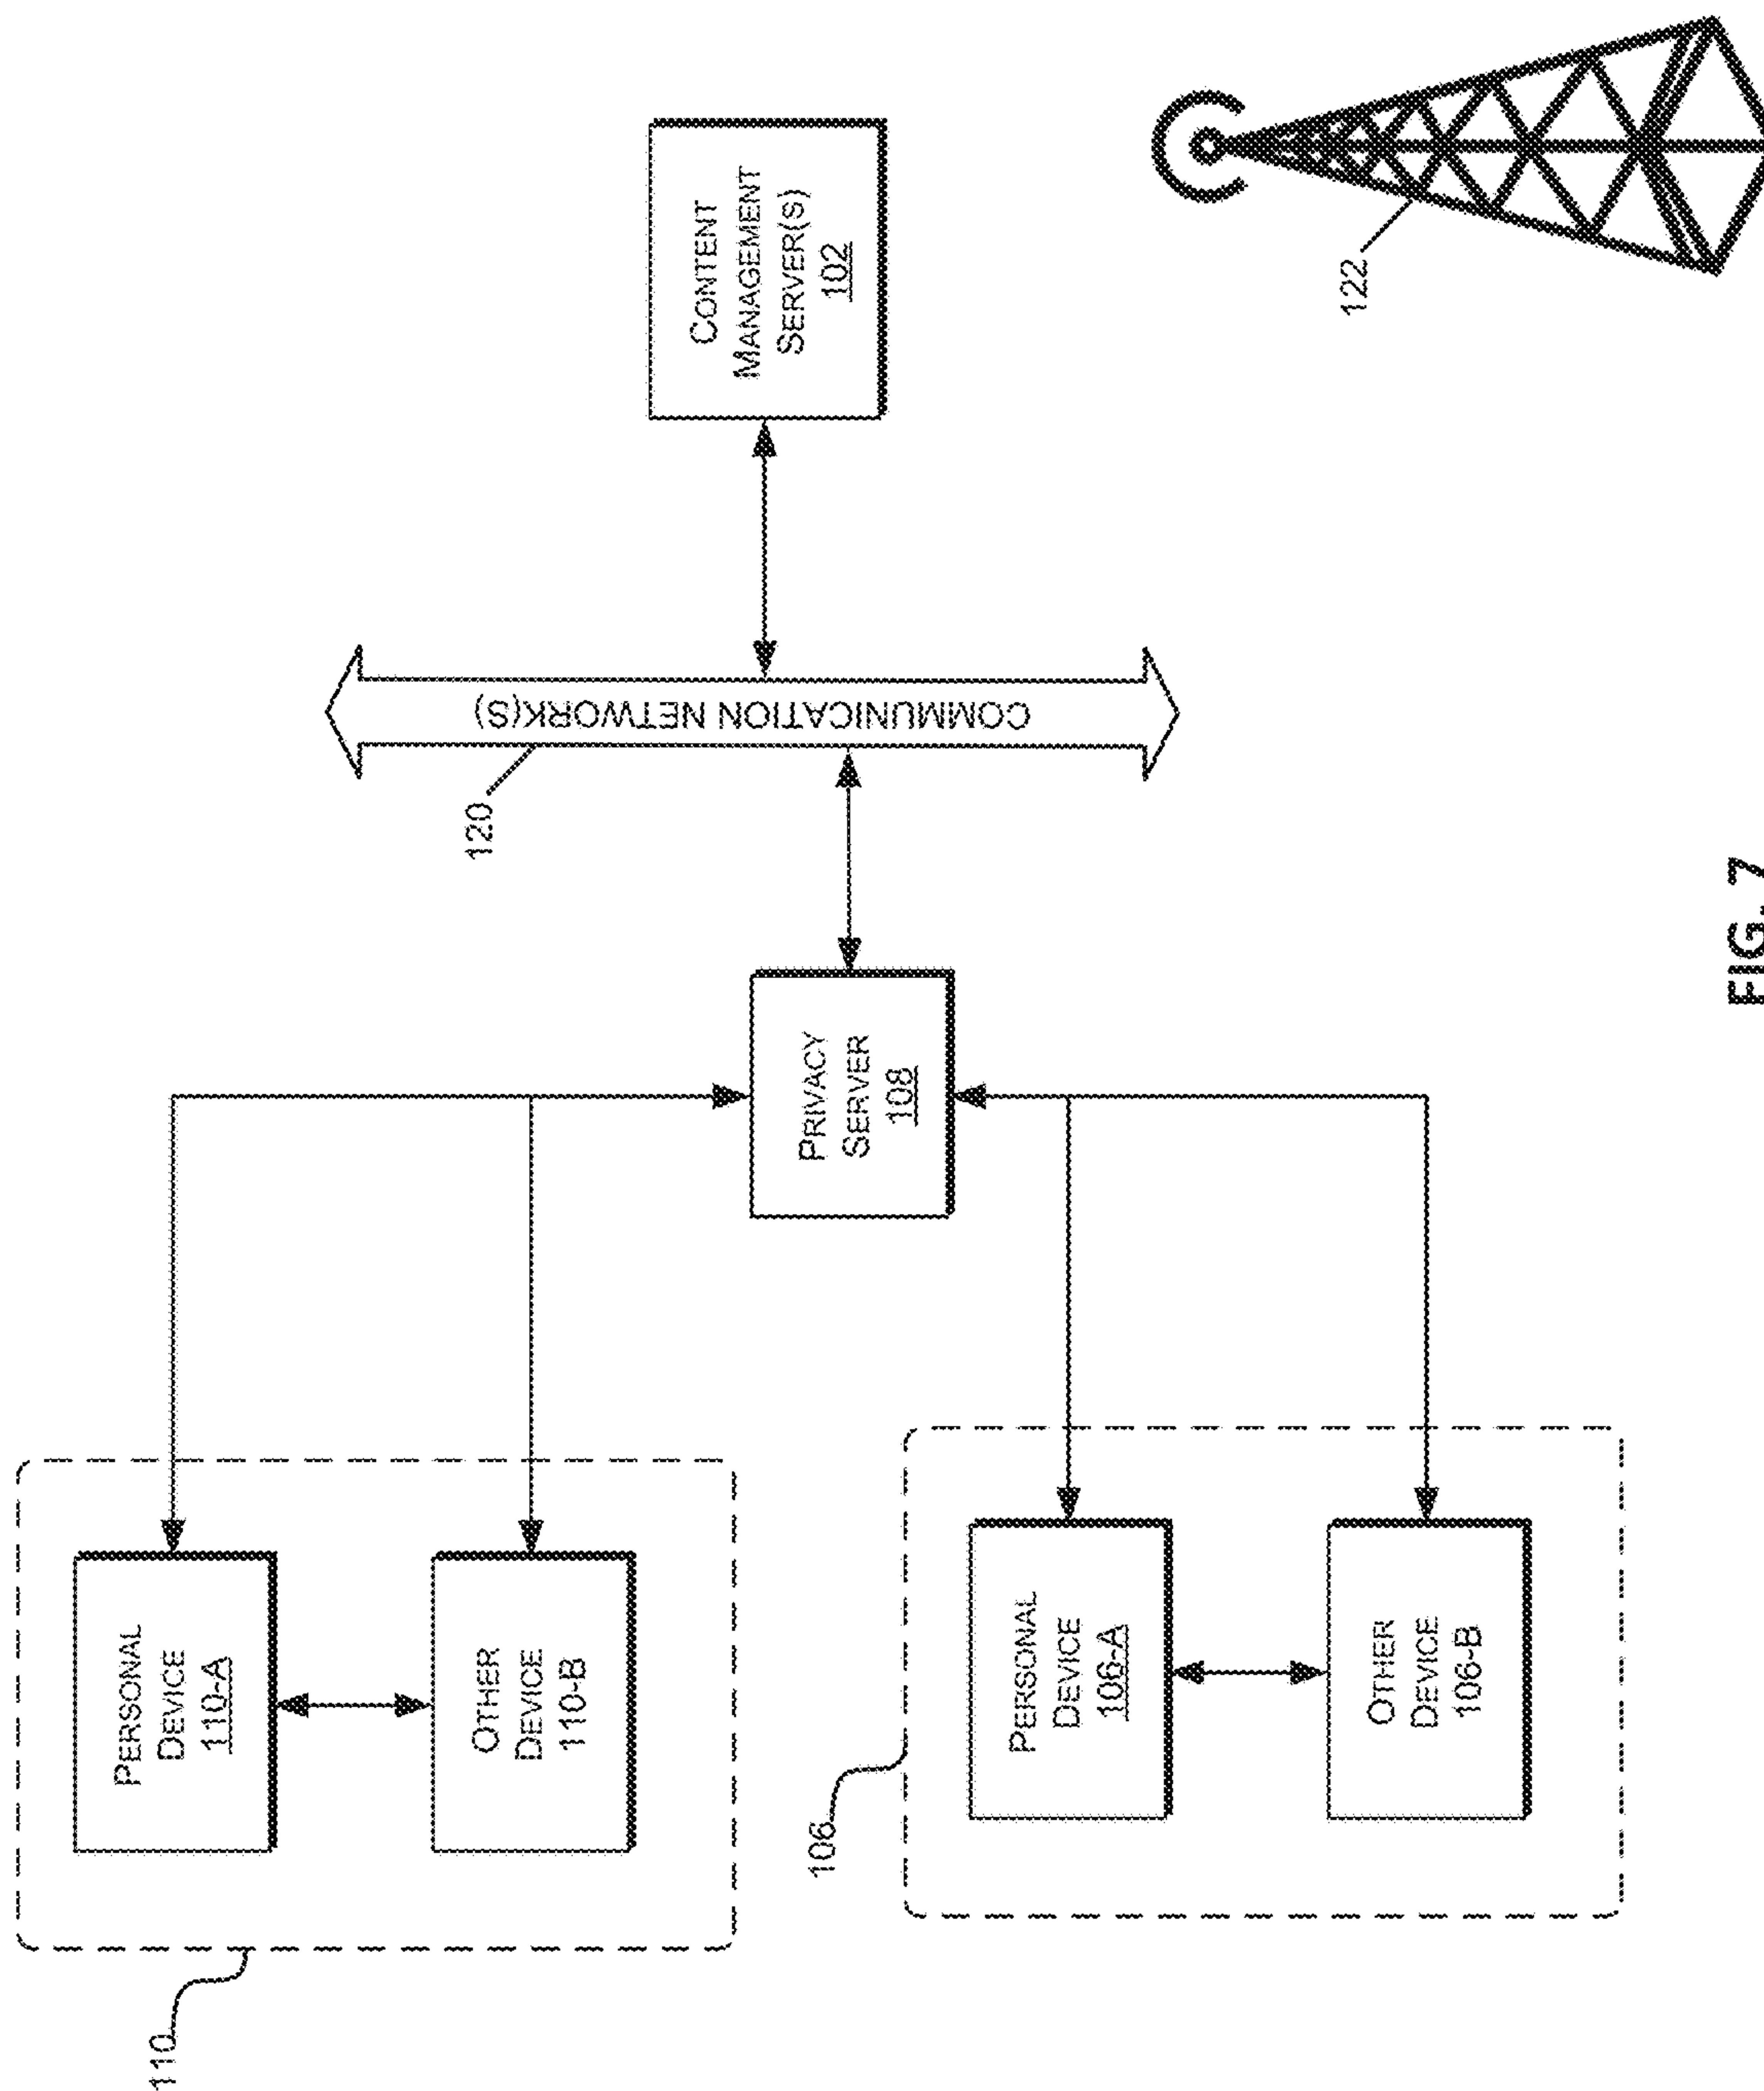 110
PERSONAL
DEVICE
110-A
OTHER
DEVICE
110-B
106
PERSONAL
DEVICE
106-A
OTHER
DEVICE
106-B
PRIVACY
SERVER
108
120
COMMUNICATION NETWORK(S)
CONTENT
MANAGEMENT
SERVER(S)
102
122
FIG. 7